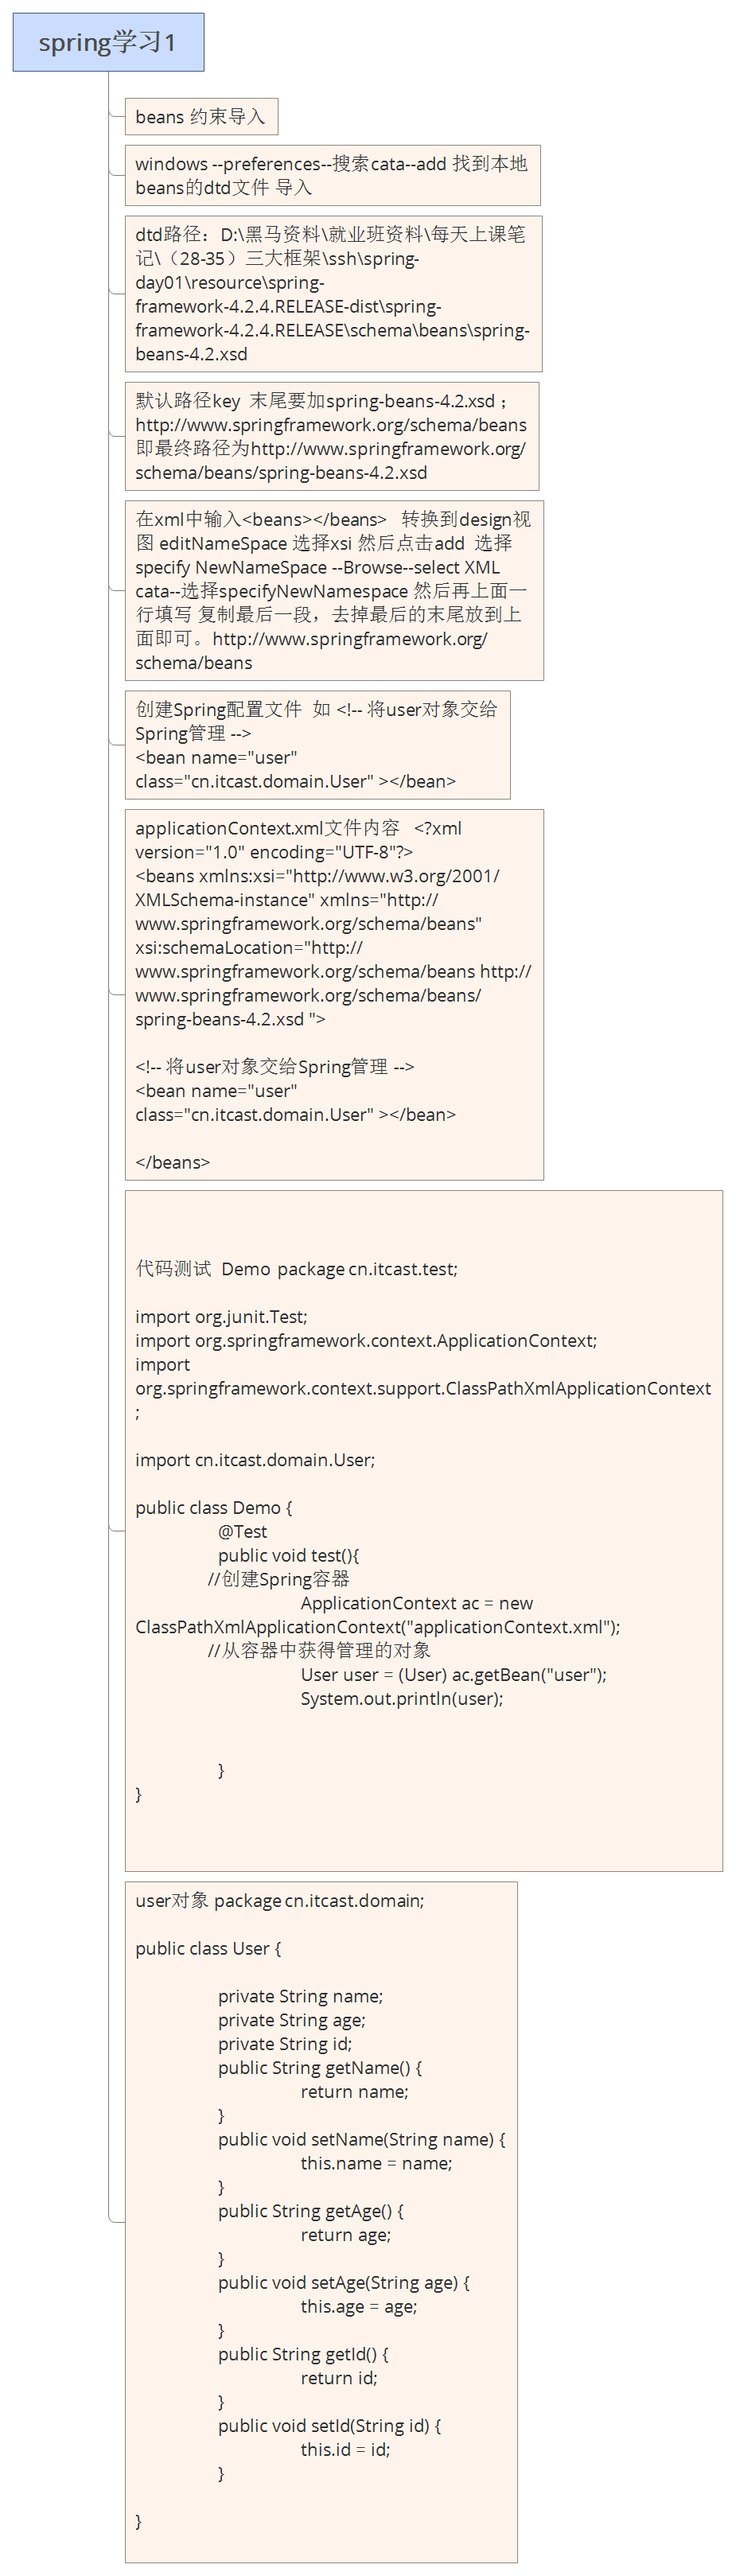 spring学习1
beans 约束导入
windows --preferences--搜索cata--add 找到本地
beans的dtd文件 导入
dtd路径：D:\黑马资料\就业班资料\每天上课笔
记\（28-35）三大框架\ssh\spring-
day01\resource\spring-
framework-4.2.4.RELEASE-dist\spring-
framework-4.2.4.RELEASE\schema\beans\spring-
beans-4.2.xsd
默认路径key  末尾要加spring-beans-4.2.xsd ；
http://www.springframework.org/schema/beans
即最终路径为http://www.springframework.org/
schema/beans/spring-beans-4.2.xsd
在xml中输入<beans></beans>   转换到design视
图 editNameSpace 选择xsi 然后点击add  选择
specify NewNameSpace --Browse--select XML
cata--选择specifyNewNamespace 然后再上面一
行填写 复制最后一段，去掉最后的末尾放到上
面即可。http://www.springframework.org/
schema/beans
创建Spring配置文件  如 <!-- 将user对象交给
Spring管理 -->
<bean name="user"
class="cn.itcast.domain.User" ></bean>
applicationContext.xml文件内容   <?xml
version="1.0" encoding="UTF-8"?>
<beans xmlns:xsi="http://www.w3.org/2001/
XMLSchema-instance" xmlns="http://
www.springframework.org/schema/beans"
xsi:schemaLocation="http://
www.springframework.org/schema/beans http://
www.springframework.org/schema/beans/
spring-beans-4.2.xsd ">
<!-- 将user对象交给Spring管理 -->
<bean name="user"
class="cn.itcast.domain.User" ></bean>
</beans>
代码测试  Demo  package cn.itcast.test;
import org.junit.Test;
import org.springframework.context.ApplicationContext;
import
org.springframework.context.support.ClassPathXmlApplicationContext
;
import cn.itcast.domain.User;
public class Demo {
@Test
public void test(){
//创建Spring容器
ApplicationContext ac = new
ClassPathXmlApplicationContext("applicationContext.xml");
//从容器中获得管理的对象
User user = (User) ac.getBean("user");
System.out.println(user);
}
}
user对象 package cn.itcast.domain;
public class User {
private String name;
private String age;
private String id;
public String getName() {
return name;
}
public void setName(String name) {
this.name = name;
}
public String getAge() {
return age;
}
public void setAge(String age) {
this.age = age;
}
public String getId() {
return id;
}
public void setId(String id) {
this.id = id;
}
}